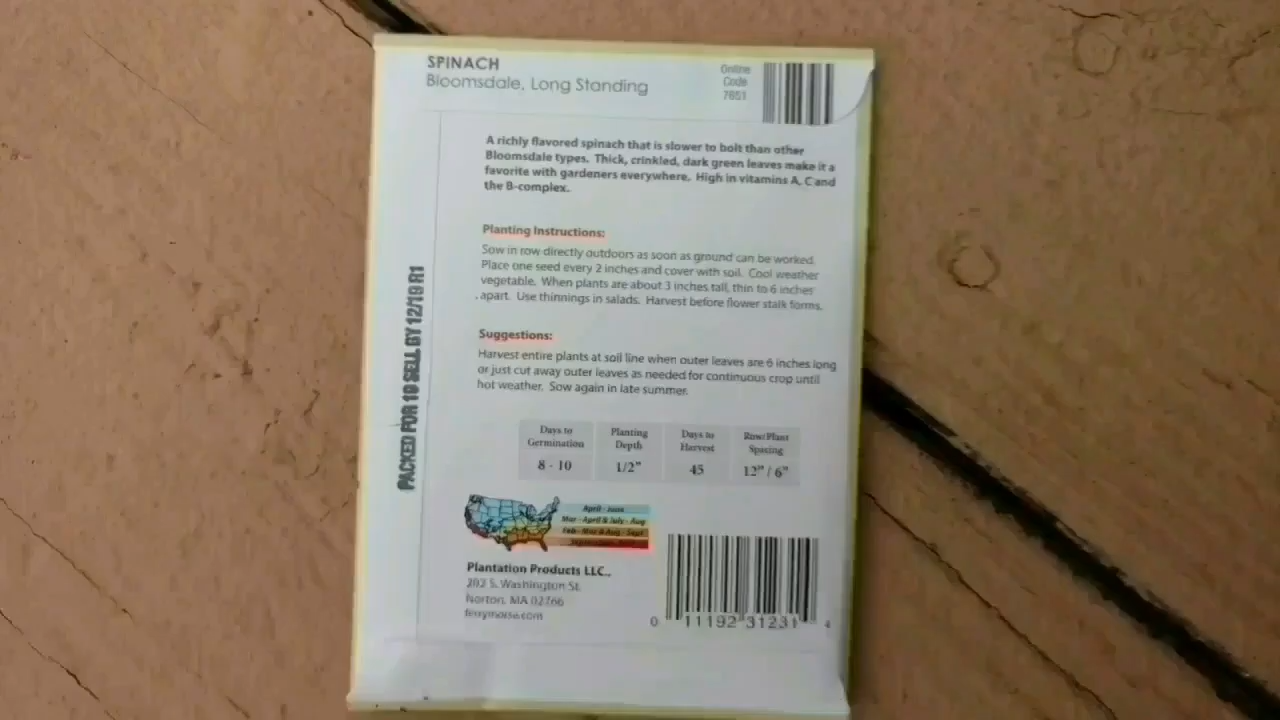 SPiNACH
Bloomsdale, Long Standing
Online
Code
7651
A richly flavored spinach that is slower to bolt than other
Bloomsdale types. Thick, crinkled, dark green leaves make it a
favorite with gardeners everywhere. High in vitamins A, C and
the B-complex.
Planting Instructions:
Sow in row directly outdoors as soon as ground can be worked.
Place one seed every 2 inches and cover with soil. Cool weather
vegetable. When plants are about 3 inches tall, thin to 6 inches
apart. Use thinnings in salads. Harvest before flower stalk forms.
Suggestions:
Harvest entire plants at soil line when outer leaves are 6 inches long
or just cut away outer leaves as needed for continuous crop until
hot weather. Sow again in late summer.
PACKED FOR 19 SELL BY 12/19 R1
Days to
Germination
8 - 10
Planting
Depth
1/2"
Days to
Harvest
45
Row/Plant
Spacing
12" / 6"
April - June
Mar - April & July - Aug
Feb - Mar & Aug - Sept
Plantation Products LLC.,
202 S. Washington St.
Norton, MA 02766
ferrymorse.com
0 11192 31231 4